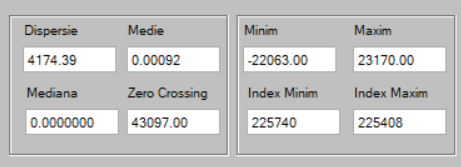 Dispersie Medie
4174.39 0.00092
Mediana Zero Crossing
0.0000000 43097.00
Minim Maxim
-22063.00 23170.00
Index Minim Index Maxim
225740 225408